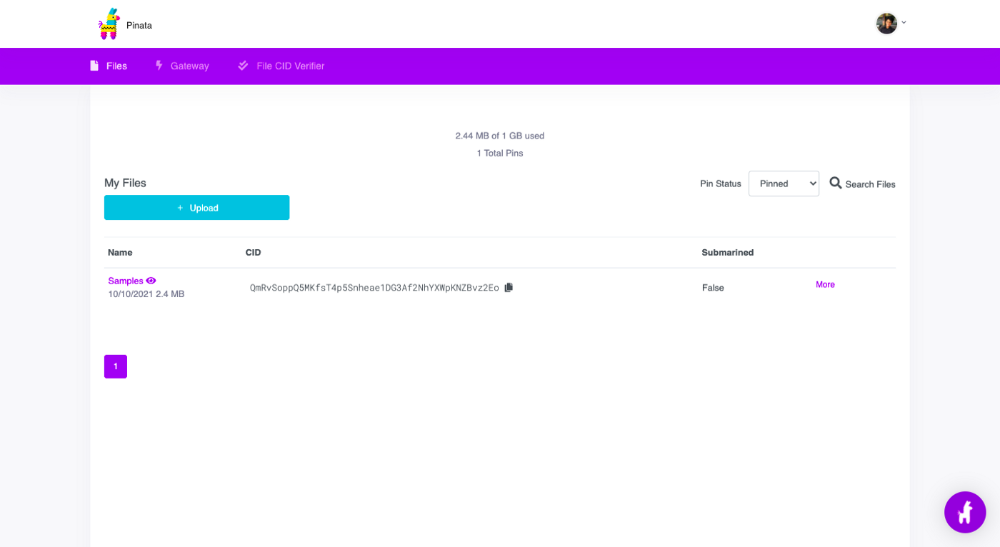 Pinata
Files Gateway File CID Verifier
2.44 MB of 1 GB used
1 Total Pins
My Files
Pin Status Pinned Search Files
+ Upload
Name CID Submarined
Samples
10/10/2021 2.4 MB
QmRvSoppQ5MKfsT4p5Snheae1DG3Af2NhYXWpKNZBvz2Eo
False
More
1